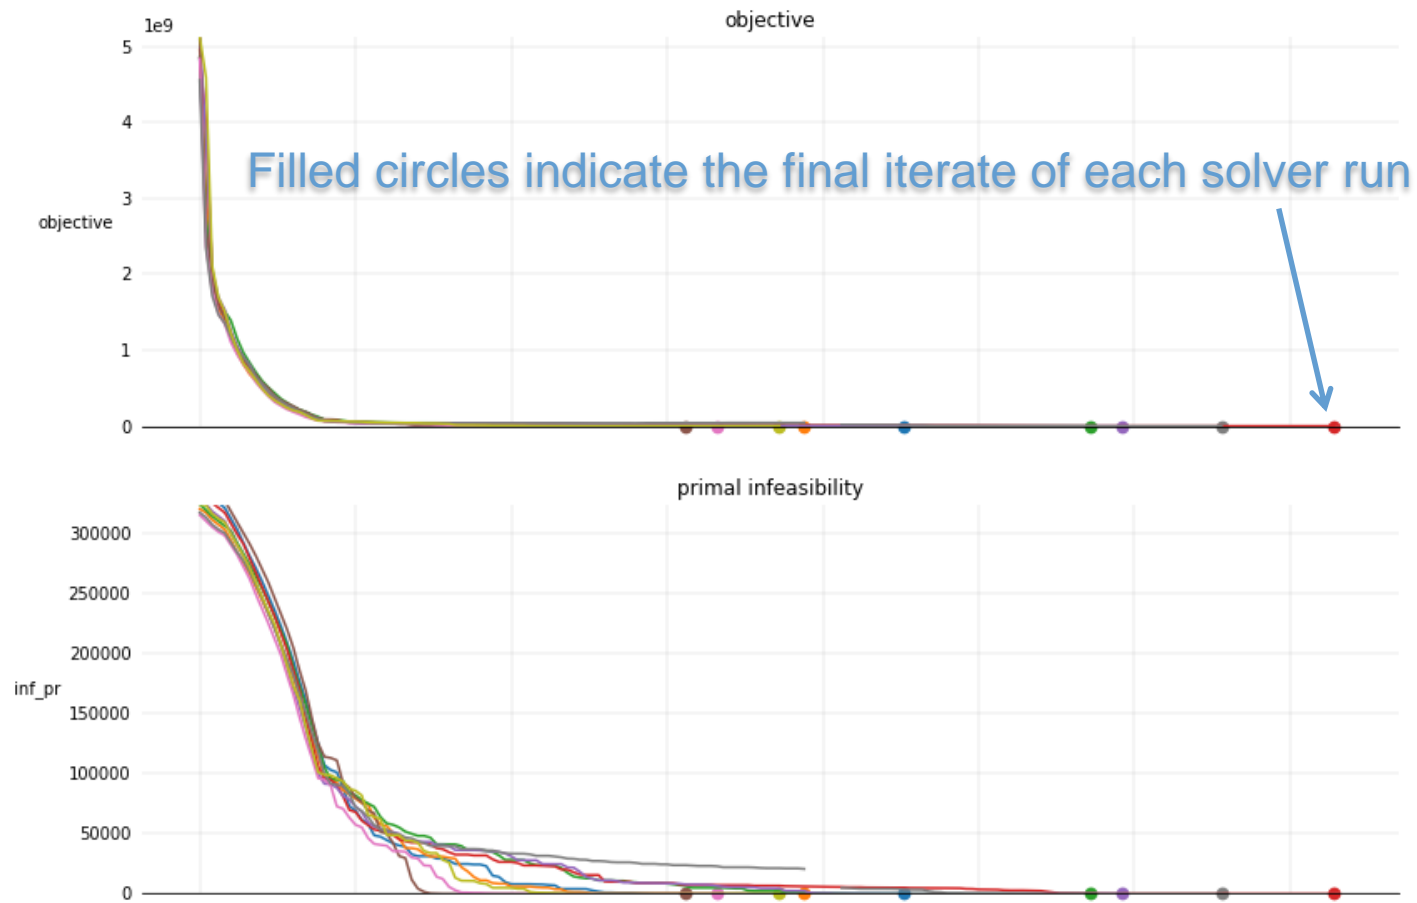 objective
1e9
5
4
Filled circles indicate the final iterate of each solver run
3
objective
2
1
0
primal infeasibility
300000
250000
200000
inf_pr
150000
100000
50000
0